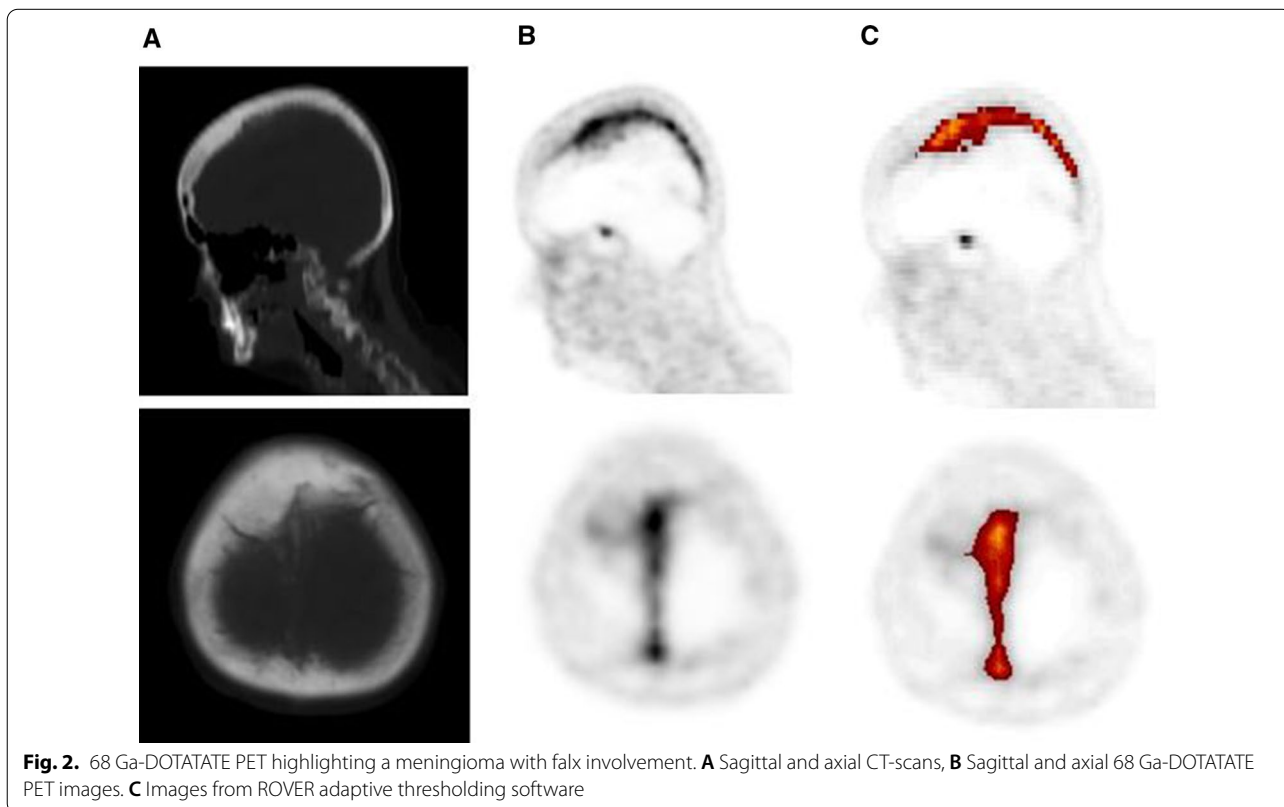 A
B
C
Fig. 2. 68 Ga-DOTATATE PET highlighting a meningioma with falx involvement. A Sagittal and axial CT-scans, B Sagittal and axial 68 Ga-DOTATATE
PET images. C Images from ROVER adaptive thresholding software